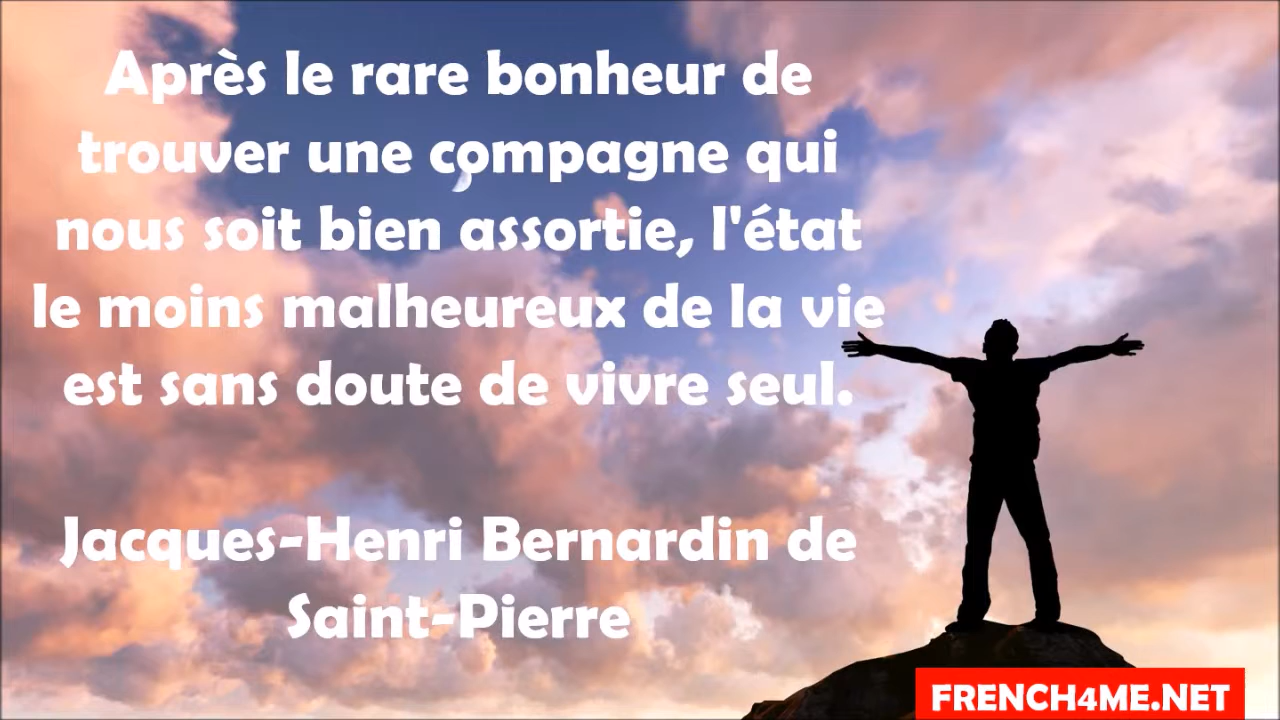 Après le rare bonheur de
trouver une compagne qui
nous soit bien assortie, l'état
le moins malheureux de la vie
est sans doute de vivre seul.
Jacques-Henri Bernardin de
Saint-Pierre
FRENCH4ME.NET